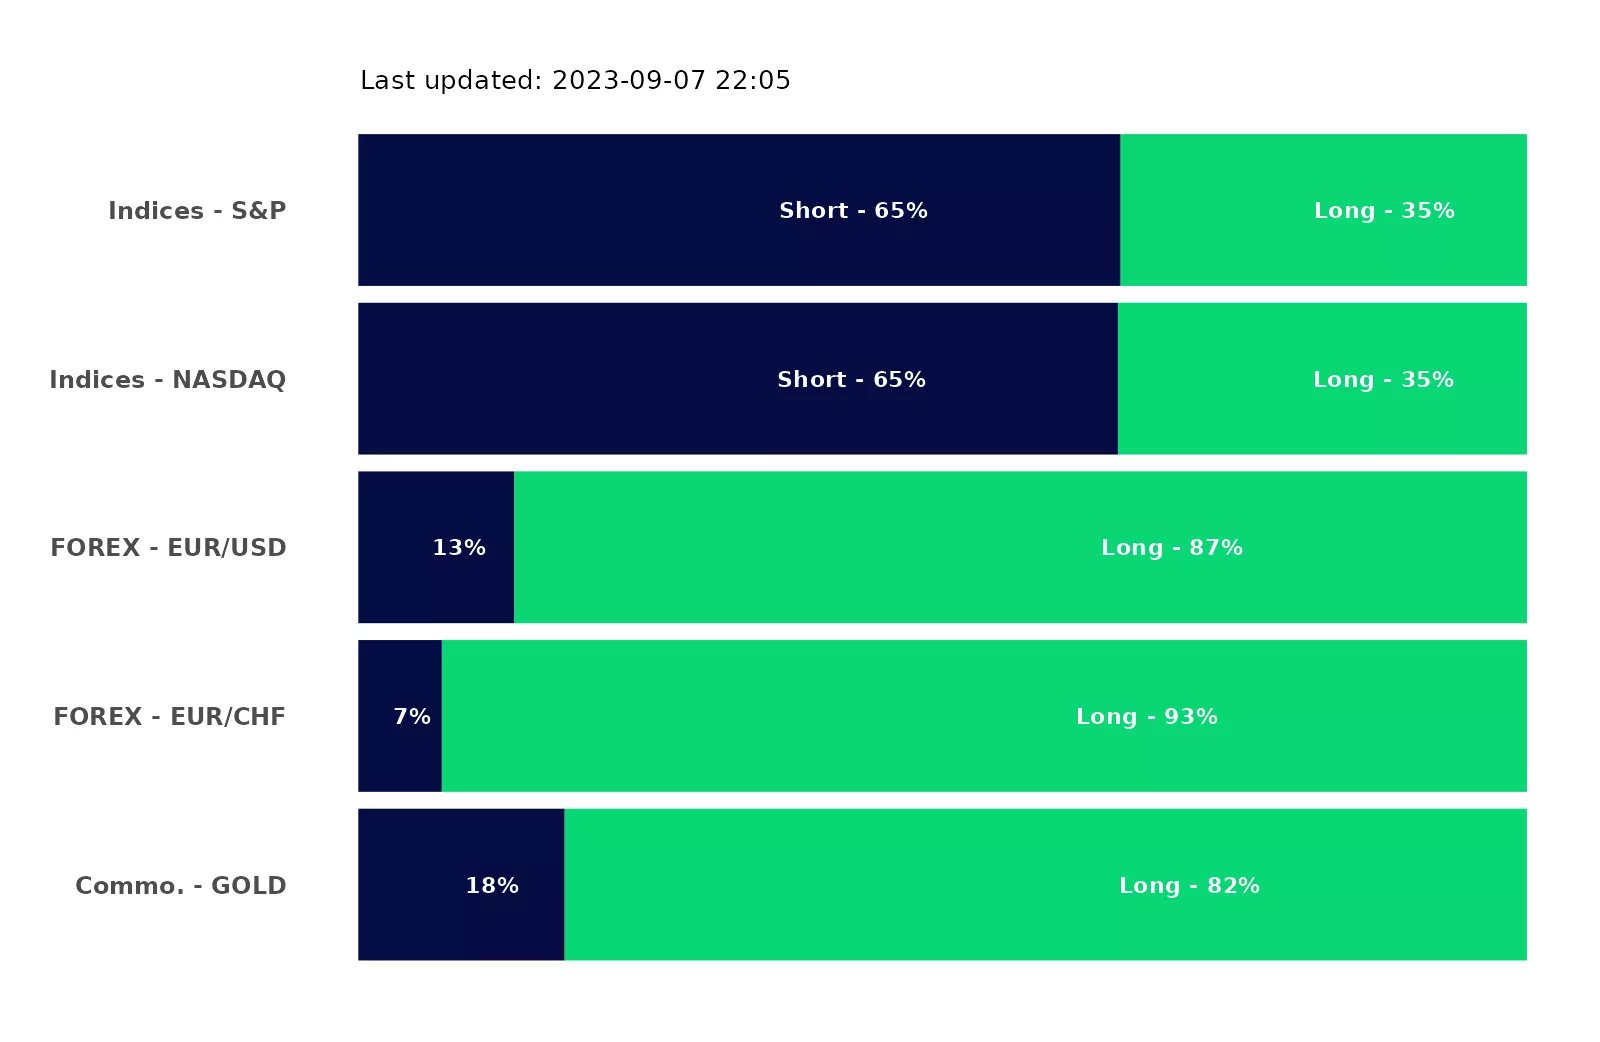 Last updated: 2023-09-07 22:05
Indices - S&P
Short - 65%
Long - 35%
Indices - NASDAQ
Short - 65%
Long - 35%
FOREX - EUR/USD
13%
Long - 87%
FOREX - EUR/CHF
7%
Long - 93%
Commo. - GOLD
18%
Long - 82%